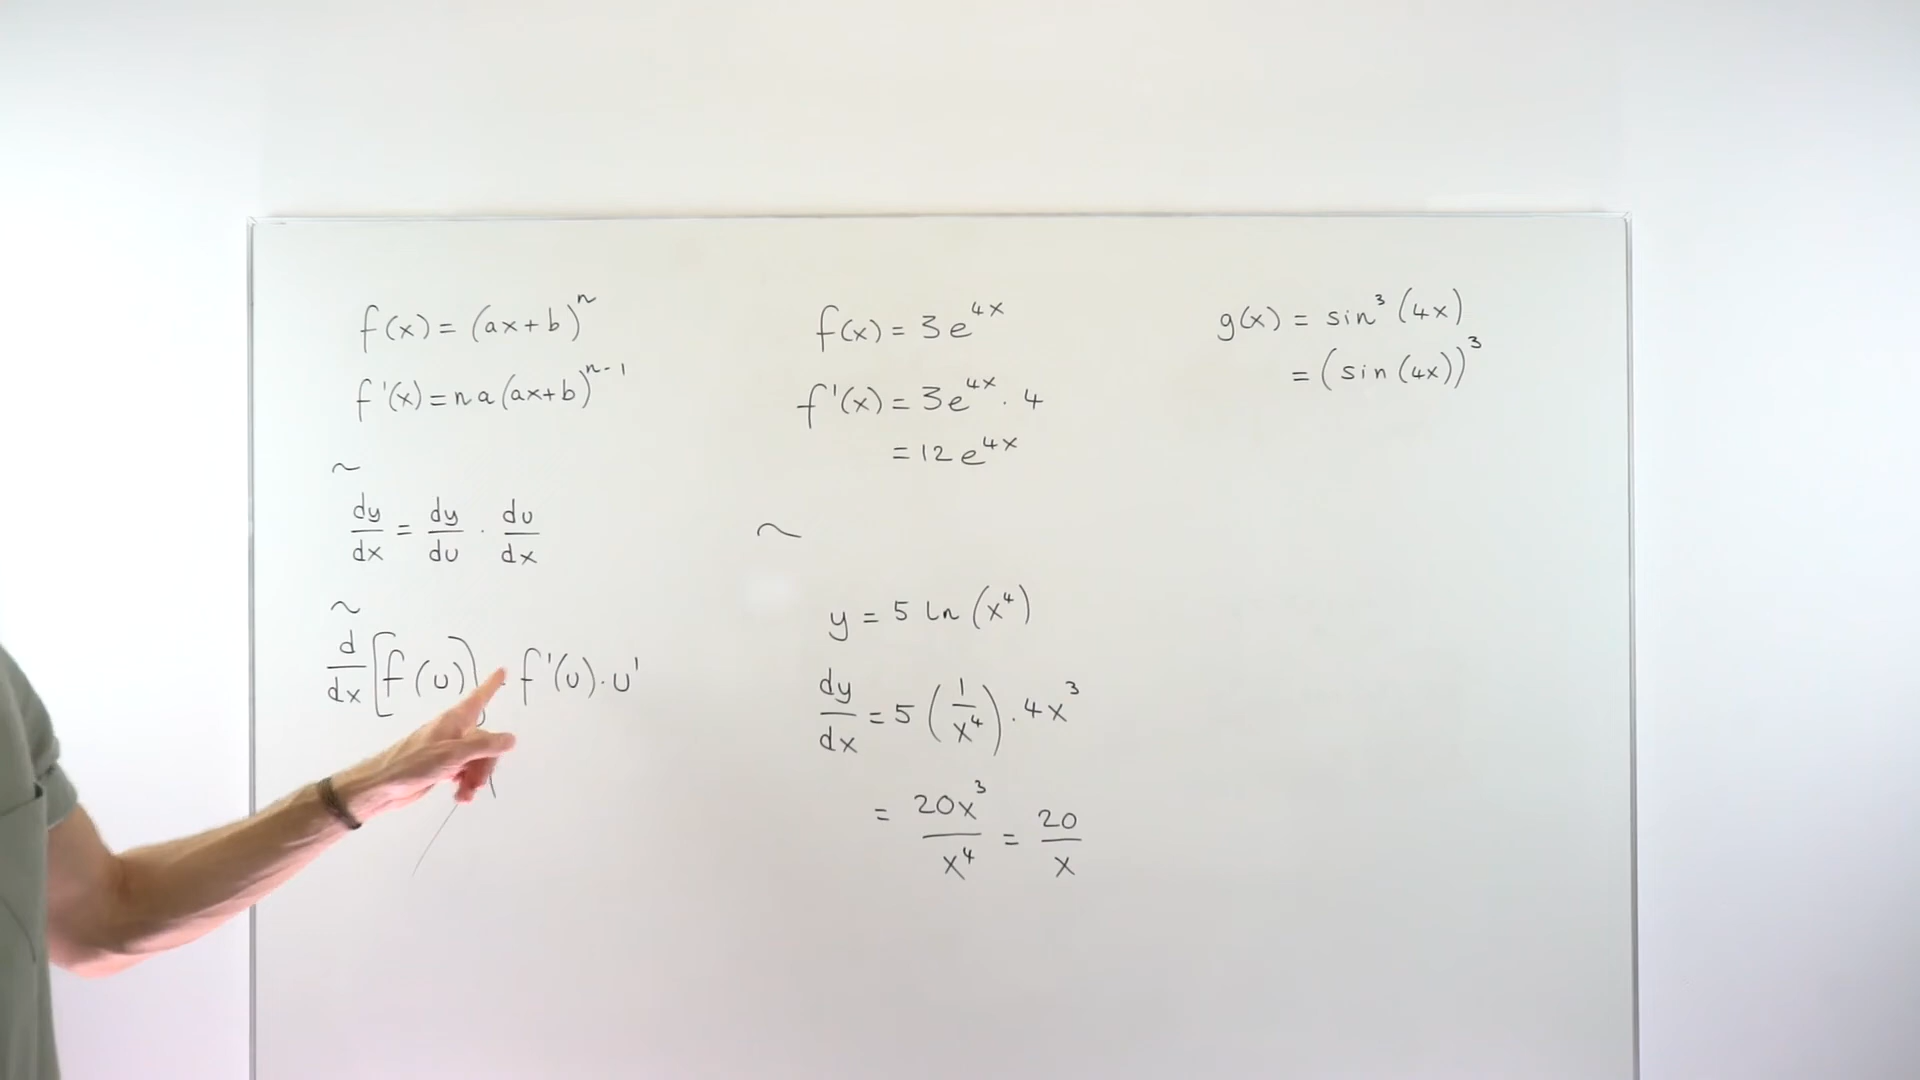 f(x) = (ax+b)^n
f'(x) = na(ax+b)^{n-1}
~
dy/dx = dy/du · du/dx
~
d/dx [f(u)] = f'(u)·u'
f(x) = 3e^{4x}
f'(x) = 3e^{4x} · 4
= 12e^{4x}
~
y = 5 ln (x^4)
dy/dx = 5 (1/x^4) · 4x^3
= 20x^3/x^4 = 20/x
g(x) = sin^3 (4x)
= (sin (4x))^3